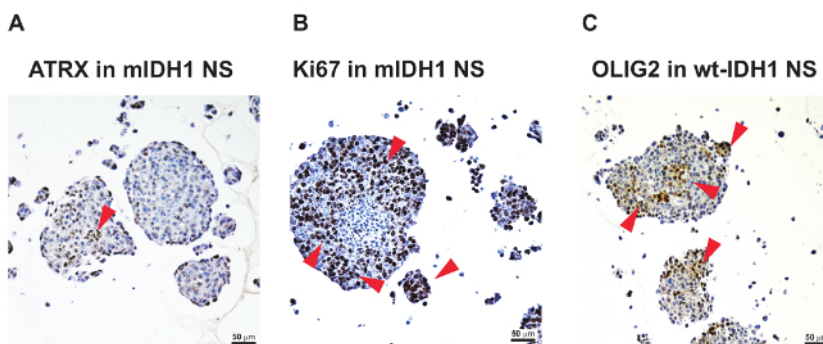 A
B
C
ATRX in mIDH1 NS
Ki67 in mIDH1 NS
OLIG2 in wt-IDH1 NS
50 μm
50 μm
50 μm